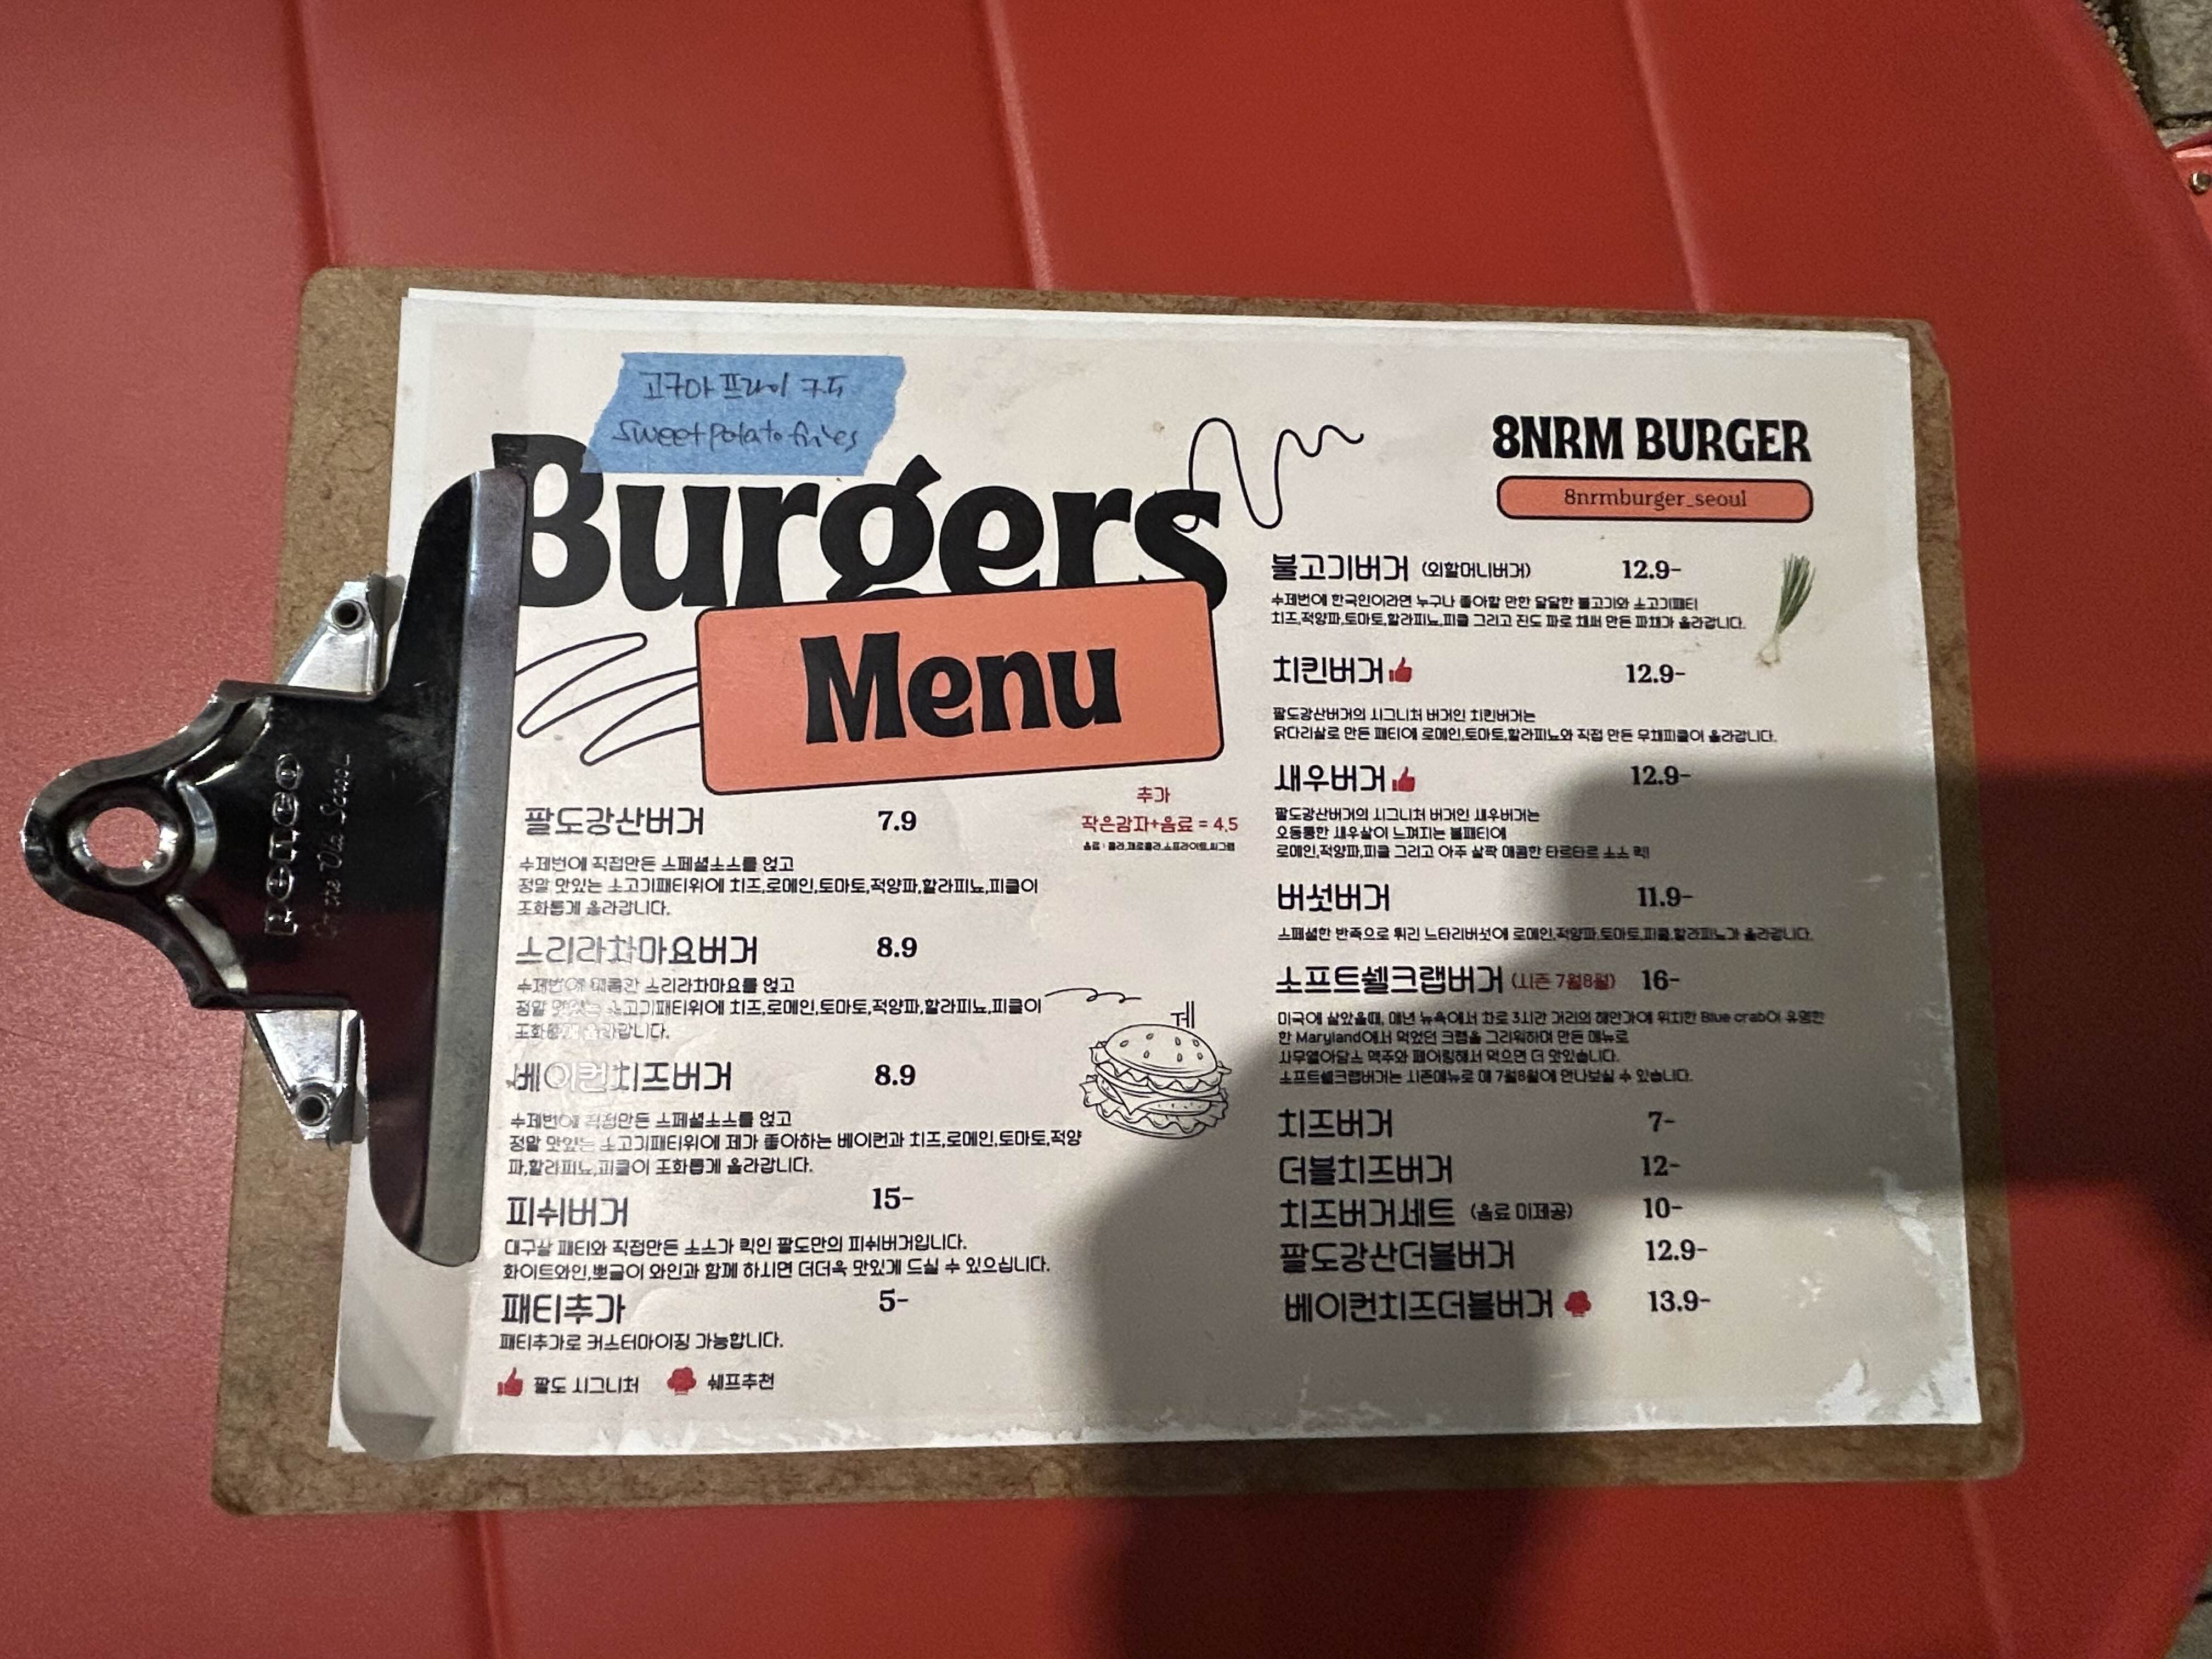 고구마 프라이 7.5
sweet potato fries
Burgers
Menu
8NRM BURGER
8nrmburger_seoul
penco
추가
작은감자+음료 = 4.5
음료 : 콜라,제로콜라,스프라이트,씨그램
팔도강산버거 7.9
수제번에 직접만든 스페셜소스를 얹고
정말 맛있는 소고기패티위에 치즈,로메인,토마토,적양파,할라피뇨,피클이
조화롭게 올라갑니다.
스리라차마요버거 8.9
수제번에 매콤한 스리라차마요를 얹고
정말 맛있는 소고기패티위에 치즈,로메인,토마토,적양파,할라피뇨,피클이
조화롭게 올라갑니다.
베이컨치즈버거 8.9
수제번에 직접만든 스페셜소스를 얹고
정말 맛있는 소고기패티위에 제가 좋아하는 베이컨과 치즈,로메인,토마토,적양
파,할라피뇨,피클이 조화롭게 올라갑니다.
피쉬버거 15-
대구살 패티와 직접만든 소스가 킥인 팔도만의 피쉬버거입니다.
화이트와인,뽀글이 와인과 함께 하시면 더더욱 맛있게 드실 수 있으십니다.
패티추가 5-
패티추가로 커스터마이징 가능합니다.
팔도 시그니처 쉐프추천
제
불고기버거 (외할머니버거) 12.9-
수제번에 한국인이라면 누구나 좋아할 만한 달달한 불고기와 소고기패티
치즈,적양파,토마토,할라피뇨,피클 그리고 진도 파로 채써 만든 파채가 올라갑니다.
치킨버거 12.9-
팔도강산버거의 시그니처 버거인 치킨버거는
닭다리살로 만든 패티에 로메인,토마토,할라피뇨와 직접 만든 무채피클이 올라갑니다.
새우버거 12.9-
팔도강산버거의 시그니처 버거인 새우버거는
오동통한 새우살이 느껴지는 볼패티에
로메인,적양파,피클 그리고 아주 살짝 매콤한 타르타르 소스 킥!
버섯버거 11.9-
스페셜한 반죽으로 튀긴 느타리버섯에 로메인,적양파,토마토,피클,할라피뇨가 올라갑니다.
소프트쉘크랩버거 (시즌 7월8월) 16-
미국에 살았을때, 매년 뉴욕에서 차로 3시간 거리의 해안가에 위치한 Blue crab이 유명한
한 Maryland에서 먹었던 크랩을 그리워하며 만든 메뉴로
사무엘아담스 맥주와 페어링해서 먹으면 더 맛있습니다.
소프트쉘크랩버거는 시즌메뉴로 매 7월8월에 만나보실 수 있습니다.
치즈버거 7-
더블치즈버거 12-
치즈버거세트 (음료 미제공) 10-
팔도강산더블버거 12.9-
베이컨치즈더블버거 13.9-